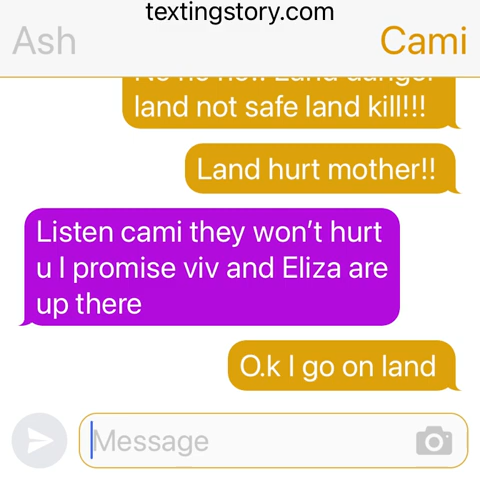 textingstory.com
Ash
Cami
land not safe land kill!!!
Land hurt mother!!
Listen cami they won’t hurt
u I promise viv and Eliza are
up there
O.k I go on land
Message